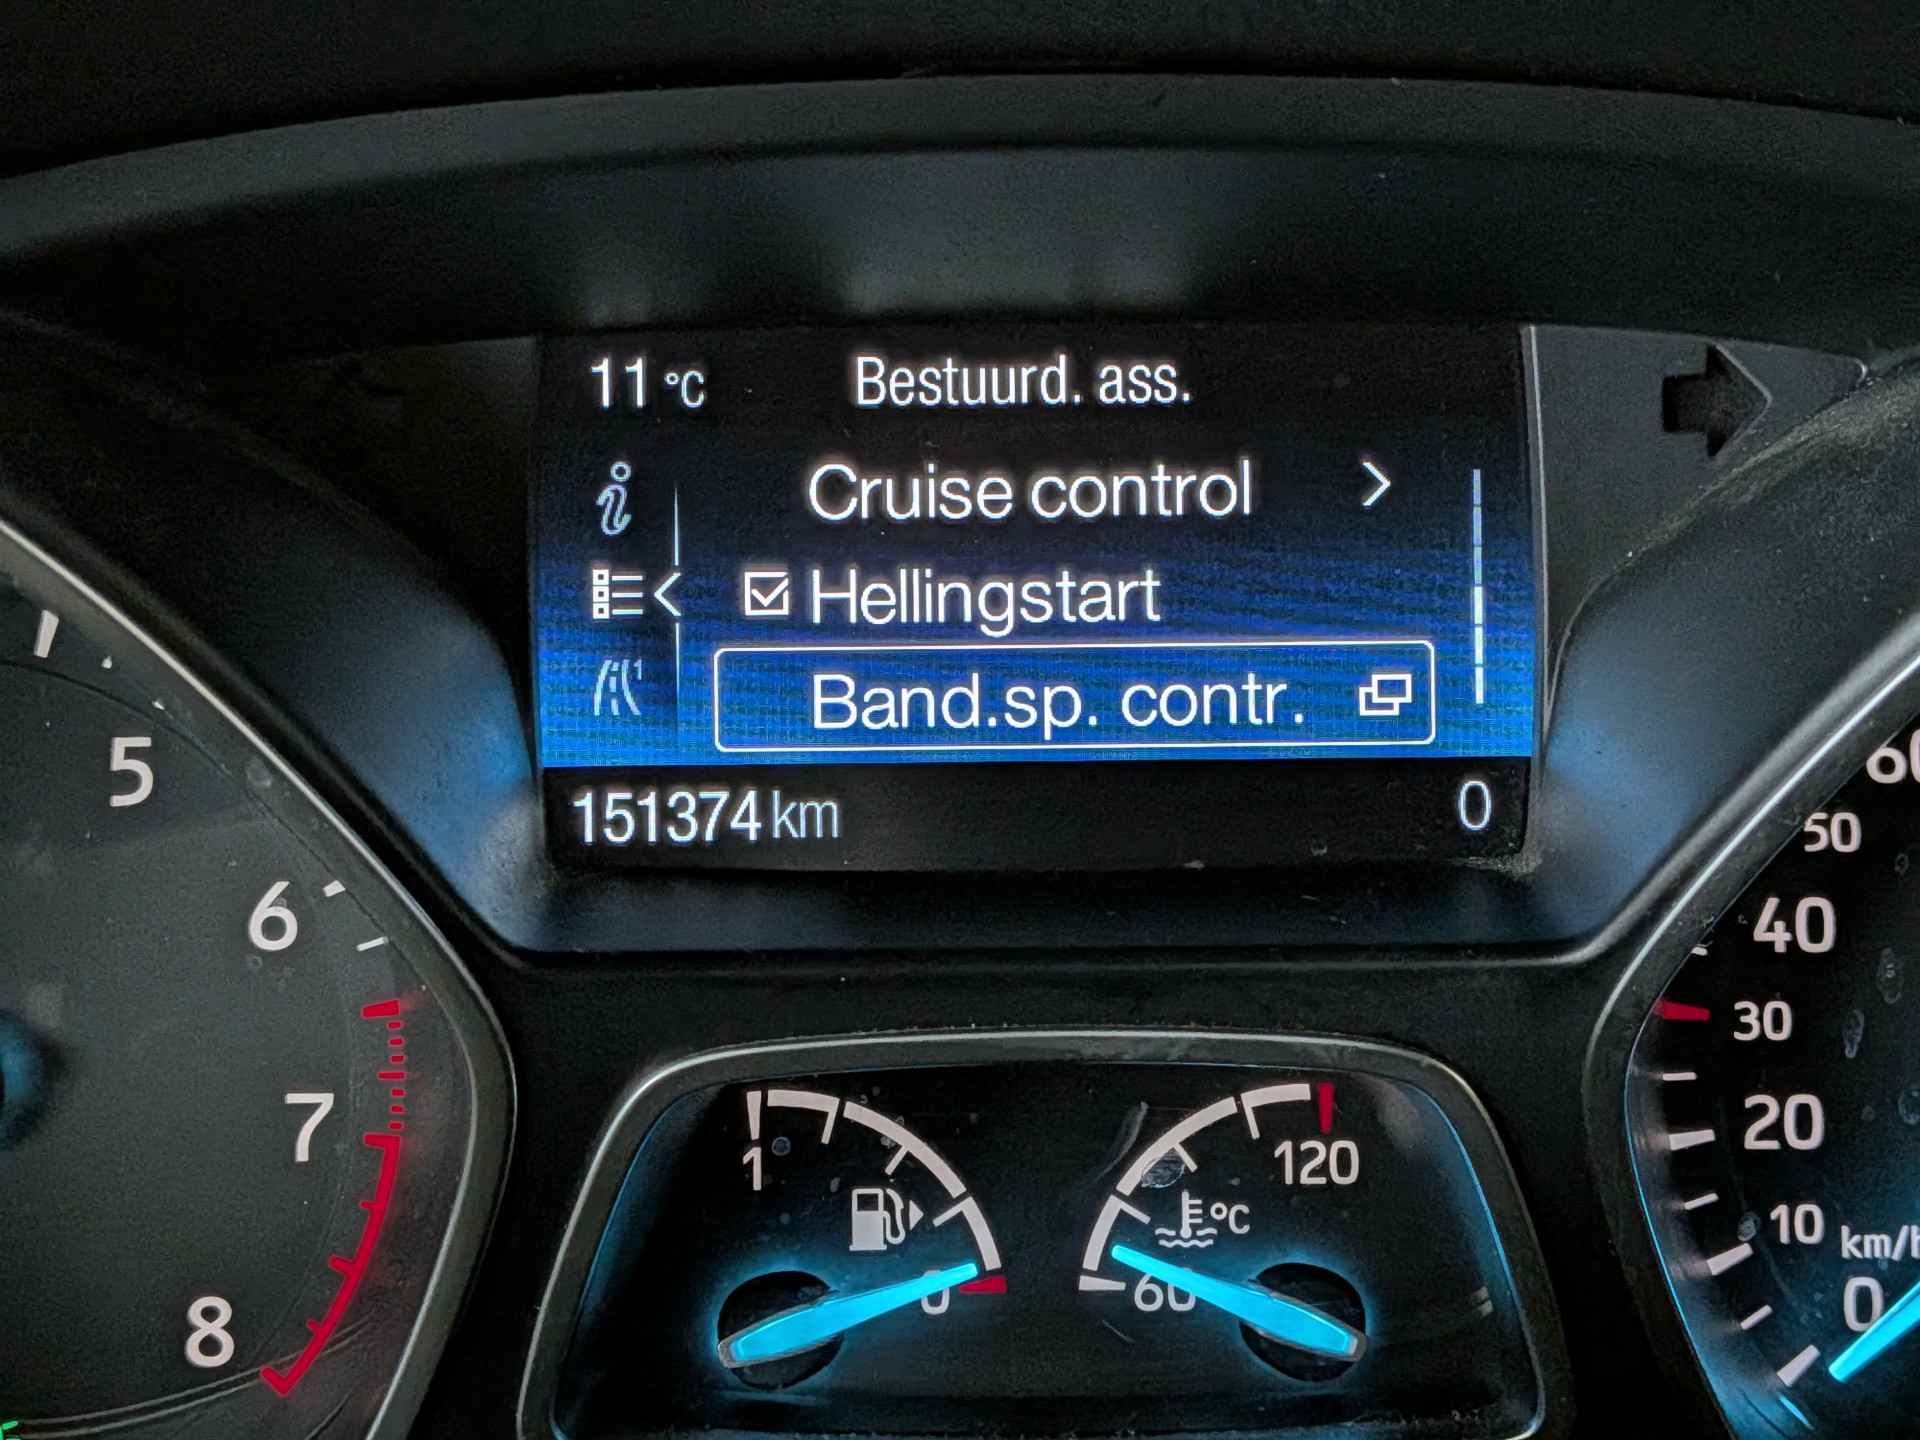 11 °C Bestuurd. ass.
Cruise control >
Hellingstart
1
Band.sp. contr.
151374 km 0
5
6
7
8
1
0
60
120
°C
60
50
40
30
20
10
km/h
0